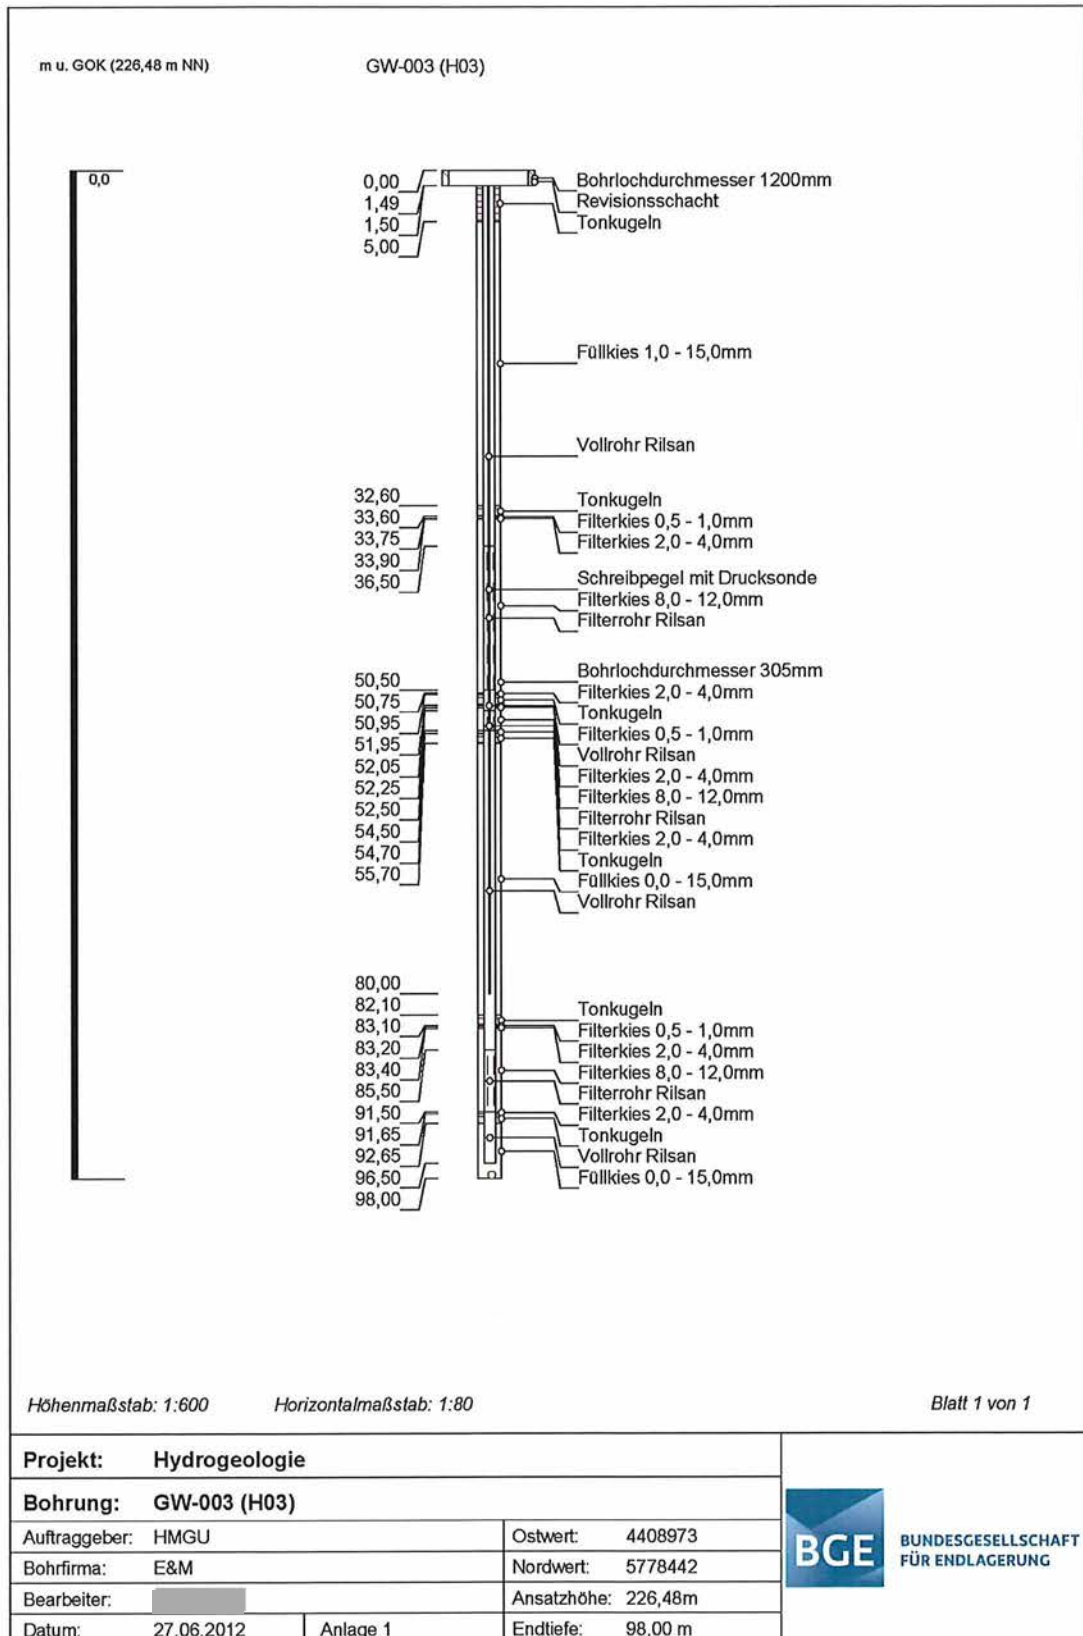 m u. GOK (226,48 m NN)
GW-003 (H03)
0,0
0,00
1,49
1,50
5,00
Bohrlochdurchmesser 1200mm
Revisionsschacht
Tonkugeln
Füllkies 1,0 - 15,0mm
Vollrohr Rilsan
32,60
33,60
33,75
33,90
36,50
Tonkugeln
Filterkies 0,5 - 1,0mm
Filterkies 2,0 - 4,0mm
Schreibpegel mit Drucksonde
Filterkies 8,0 - 12,0mm
Filterrohr Rilsan
50,50
50,75
50,95
51,95
52,05
52,25
52,50
54,50
54,70
55,70
Bohrlochdurchmesser 305mm
Filterkies 2,0 - 4,0mm
Tonkugeln
Filterkies 0,5 - 1,0mm
Vollrohr Rilsan
Filterkies 2,0 - 4,0mm
Filterkies 8,0 - 12,0mm
Filterrohr Rilsan
Filterkies 2,0 - 4,0mm
Tonkugeln
Füllkies 0,0 - 15,0mm
Vollrohr Rilsan
80,00
82,10
83,10
83,20
83,40
85,50
91,50
91,65
92,65
96,50
98,00
Tonkugeln
Filterkies 0,5 - 1,0mm
Filterkies 2,0 - 4,0mm
Filterkies 8,0 - 12,0mm
Filterrohr Rilsan
Filterkies 2,0 - 4,0mm
Tonkugeln
Vollrohr Rilsan
Füllkies 0,0 - 15,0mm
Höhenmaßstab: 1:600 Horizontalmaßstab: 1:80 Blatt 1 von 1
Projekt: Hydrogeologie
Bohrung: GW-003 (H03)
Auftraggeber: HMGU Ostwert: 4408973
Bohrfirma: E&M Nordwert: 5778442
Bearbeiter: Ansatzhöhe: 226,48m
Datum: 27.06.2012 Anlage 1 Endtiefe: 98,00 m
BGE BUNDESGESELLSCHAFT
FÜR ENDLAGERUNG